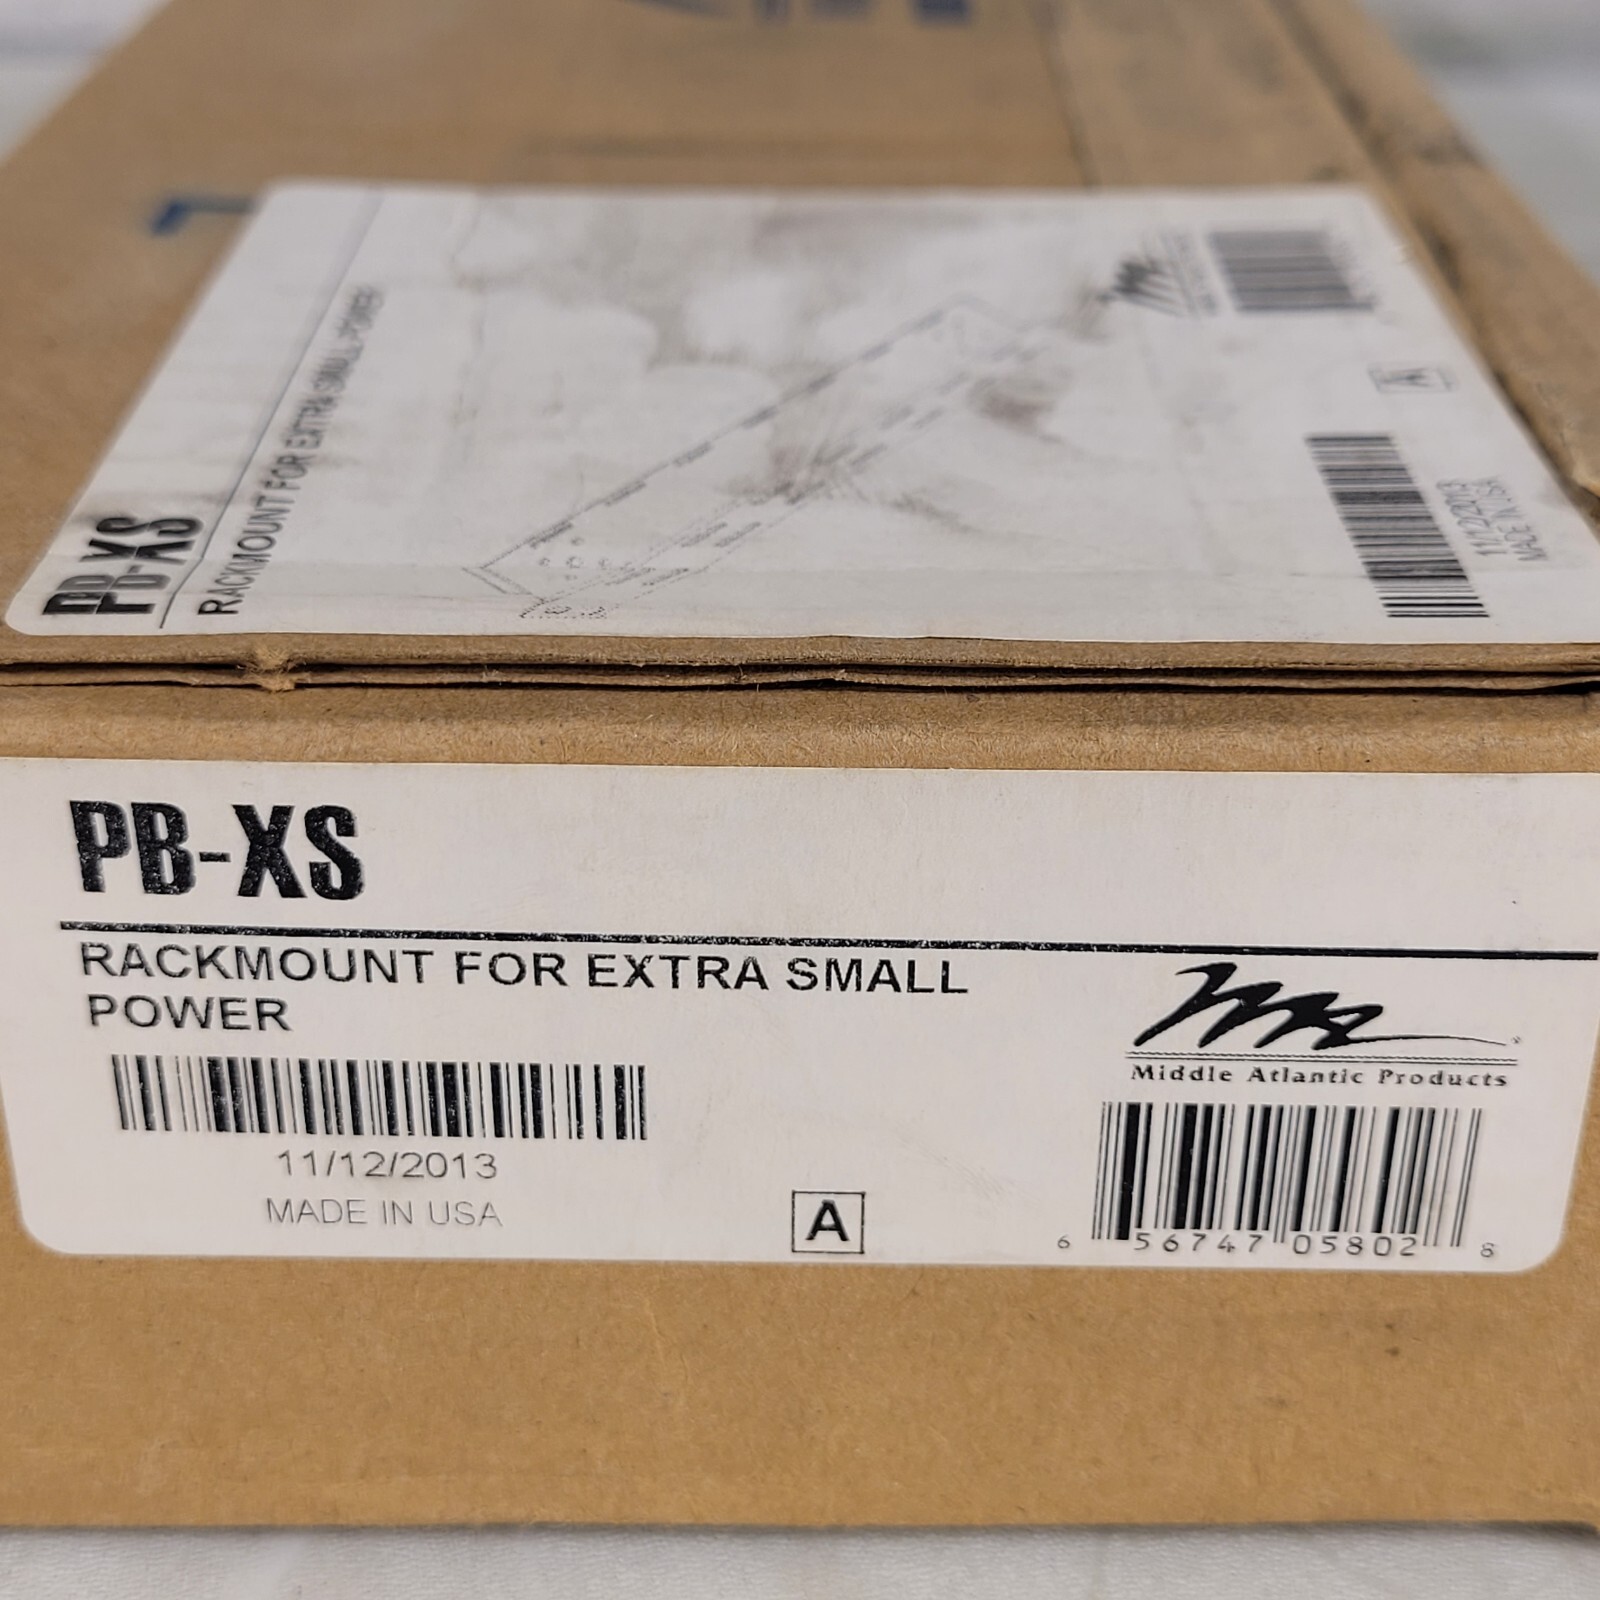 PB-XS
RACKMOUNT FOR EXTRA SMALL POWER
A
11/12/2013
MADE IN USA
PB-XS
RACKMOUNT FOR EXTRA SMALL
POWER
Middle Atlantic Products
11/12/2013
MADE IN USA
A
6 56747 05802 8